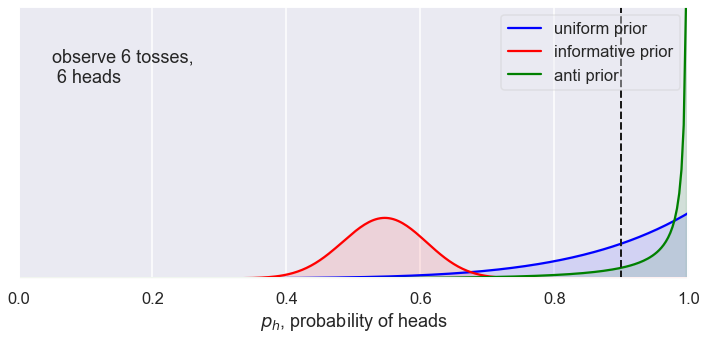 observe 6 tosses,
6 heads
uniform prior
informative prior
anti prior
0.0
0.2
0.4
0.6
0.8
1.0
p_h, probability of heads